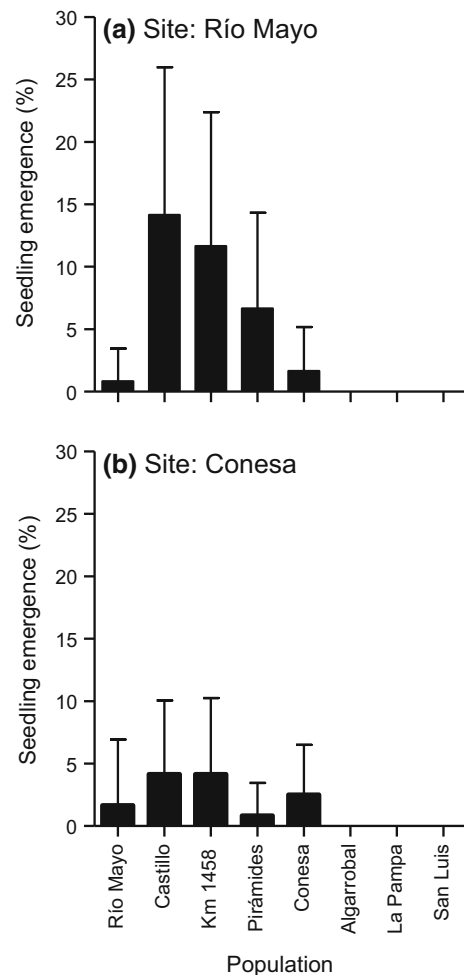 (a) Site: Río Mayo
Seedling emergence (%)
30
25
20
15
10
5
0
(b) Site: Conesa
Seedling emergence (%)
30
25
20
15
10
5
0
Río Mayo
Castillo
Km 1458
Pirámides
Conesa
Algarrobal
La Pampa
San Luis
Population